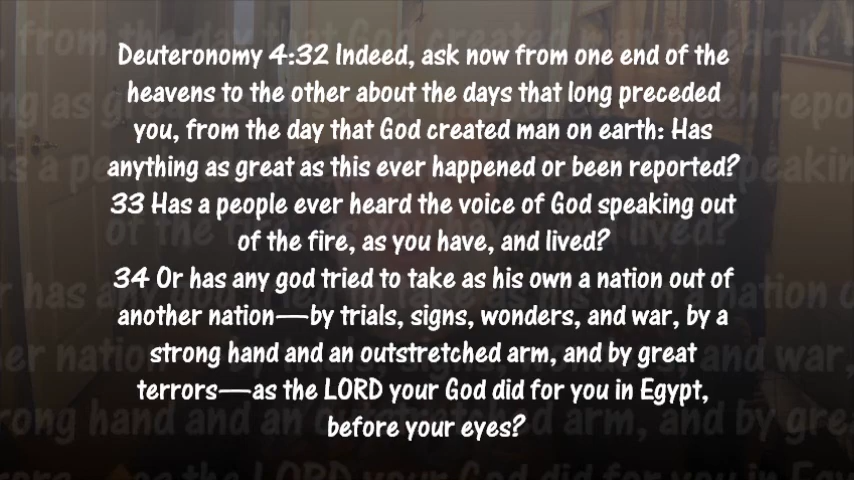 Deuteronomy 4:32 Indeed, ask now from one end of the
heavens to the other about the days that long preceded
you, from the day that God created man on earth: Has
anything as great as this ever happened or been reported?
33 Has a people ever heard the voice of God speaking out
of the fire, as you have, and lived?
34 Or has any god tried to take as his own a nation out of
another nation—by trials, signs, wonders, and war, by a
strong hand and an outstretched arm, and by great
terrors—as the LORD your God did for you in Egypt,
before your eyes?